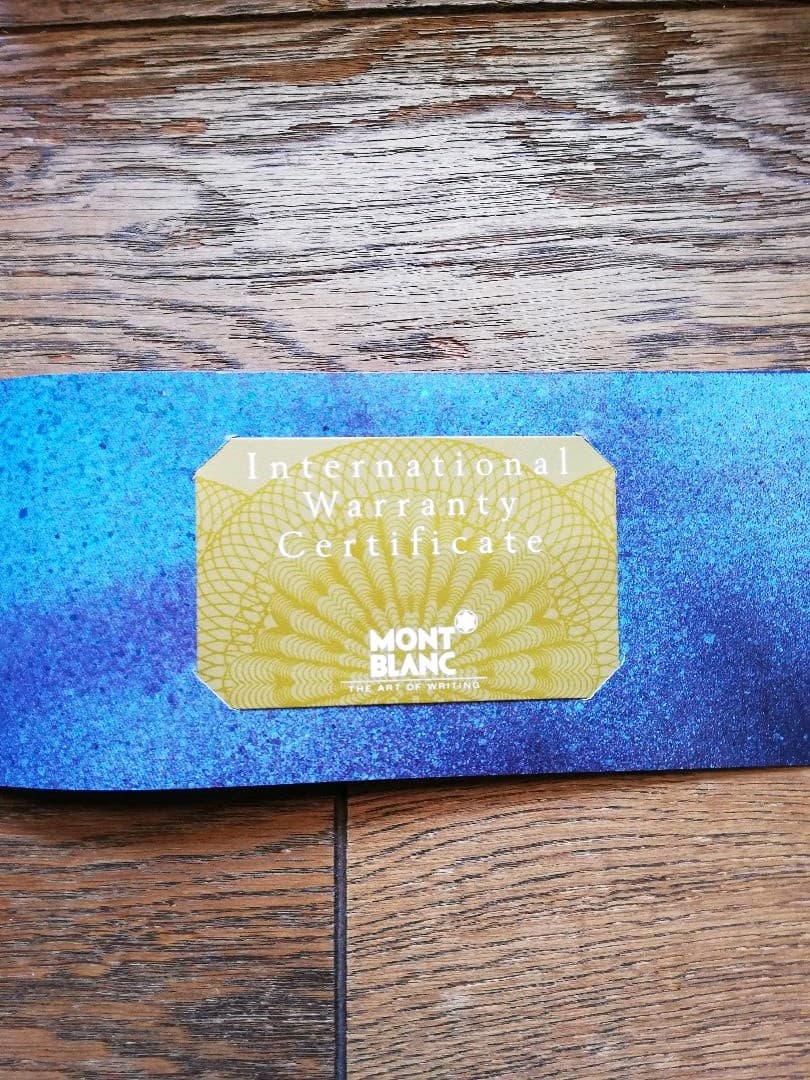 International
Warranty
Certificate
MONT
BLANC
THE ART OF WRITING